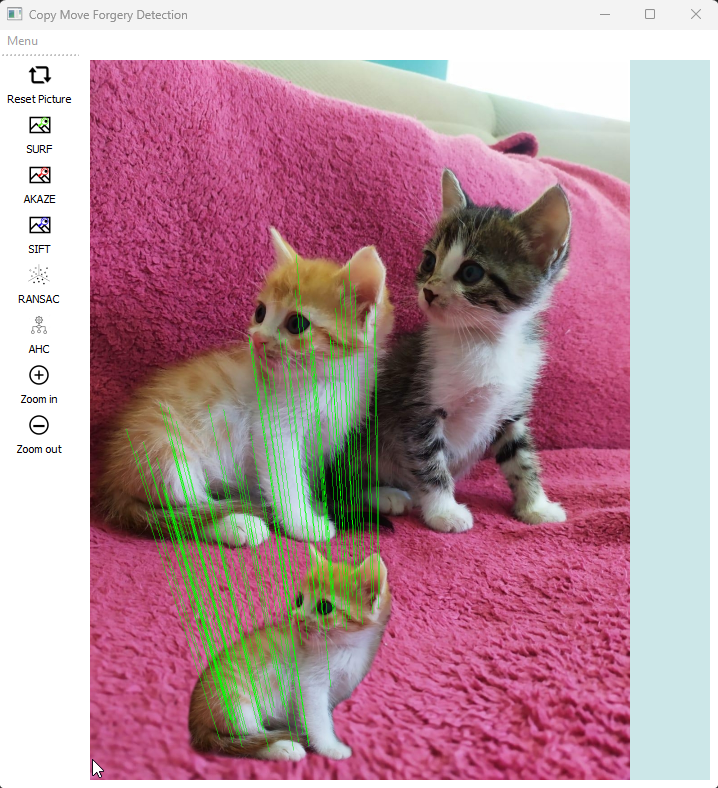 Copy Move Forgery Detection
Menu
Reset Picture
SURF
AKAZE
SIFT
RANSAC
AHC
Zoom in
Zoom out